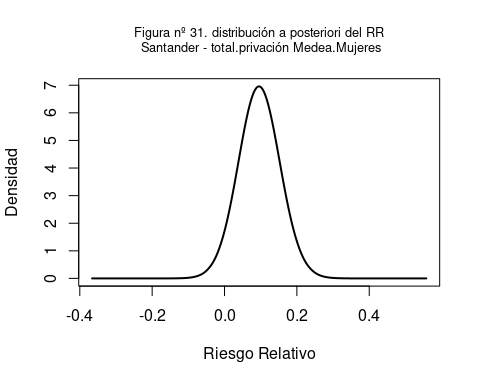 Figura nº 31. distribución a posteriori del RR
Santander - total.privación Medea.Mujeres
Densidad
7
6
5
4
3
2
1
0
-0.4 -0.2 0.0 0.2 0.4
Riesgo Relativo